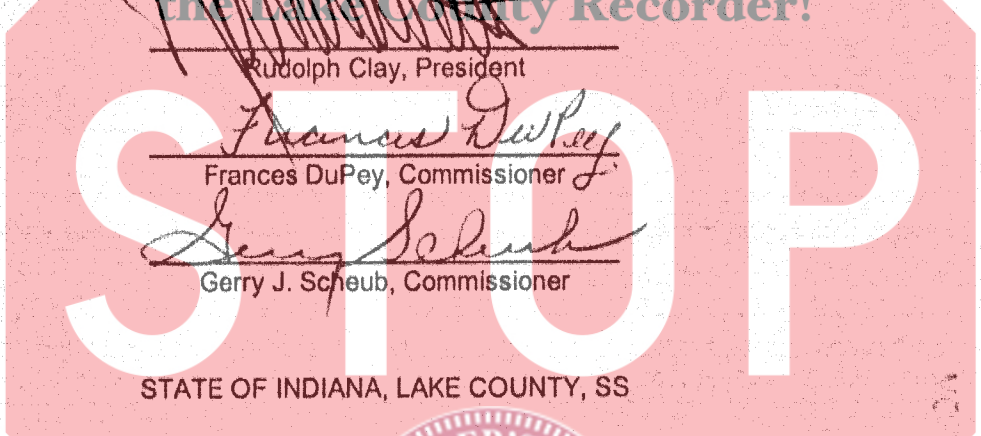 the Lake County Recorder!
Rudolph Clay, President
Frances DuPey
Frances DuPey, Commissioner
Gerry Scheub
Gerry J. Scheub, Commissioner
STOP
STATE OF INDIANA, LAKE COUNTY, SS